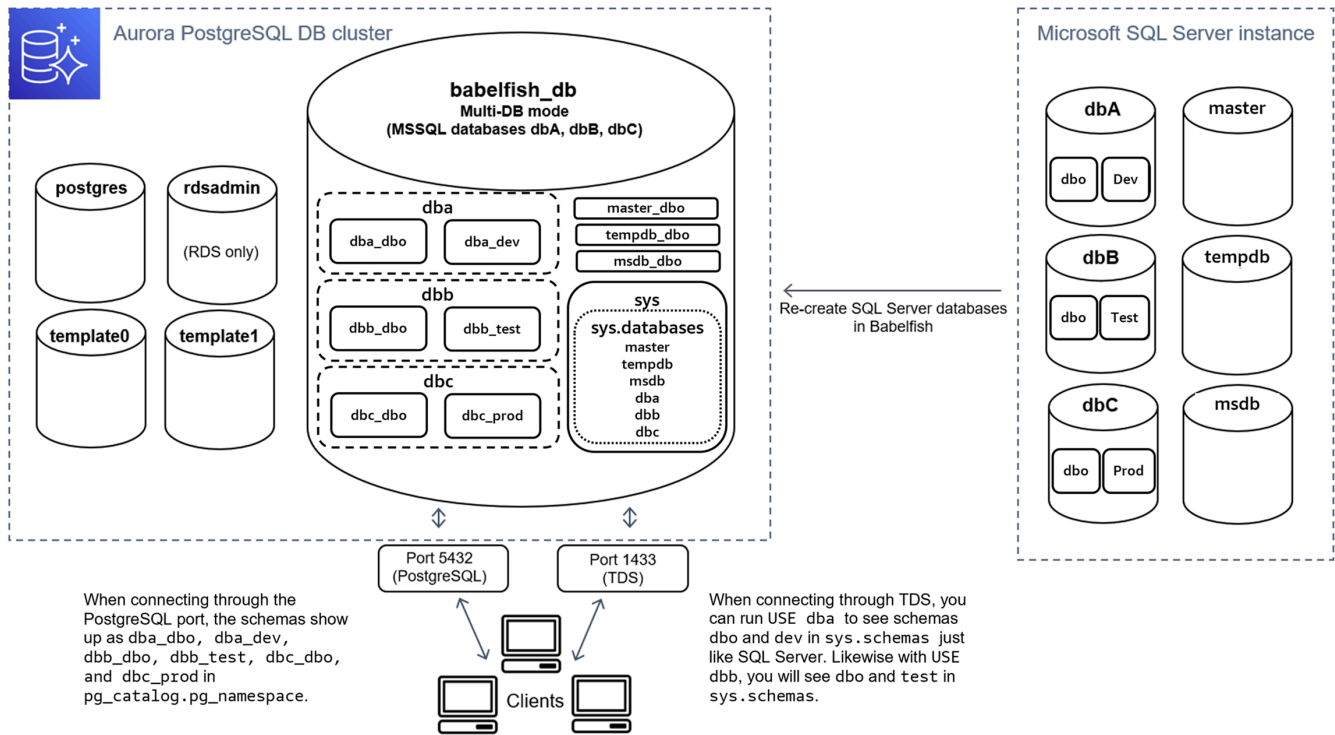 Aurora PostgreSQL DB cluster
babelfish_db
Multi-DB mode
(MSSQL databases dbA, dbB, dbC)
postgres
rdsadmin
(RDS only)
template0
template1
dba
dba_dbo
dba_dev
dbb
dbb_dbo
dbb_test
dbc
dbc_dbo
dbc_prod
master_dbo
tempdb_dbo
msdb_dbo
sys
sys.databases
master
tempdb
msdb
dba
dbb
dbc
Re-create SQL Server databases
in Babelfish
Microsoft SQL Server instance
dbA
dbo
Dev
master
dbB
dbo
Test
tempdb
dbC
dbo
Prod
msdb
Port 5432
(PostgreSQL)
Port 1433
(TDS)
When connecting through the
PostgreSQL port, the schemas show
up as dba_dbo, dba_dev,
dbb_dbo, dbb_test, dbc_dbo,
and dbc_prod in
pg_catalog.pg_namespace.
Clients
When connecting through TDS, you
can run USE dba to see schemas
dbo and dev in sys.schemas just
like SQL Server. Likewise with USE
dbb, you will see dbo and test in
sys.schemas.